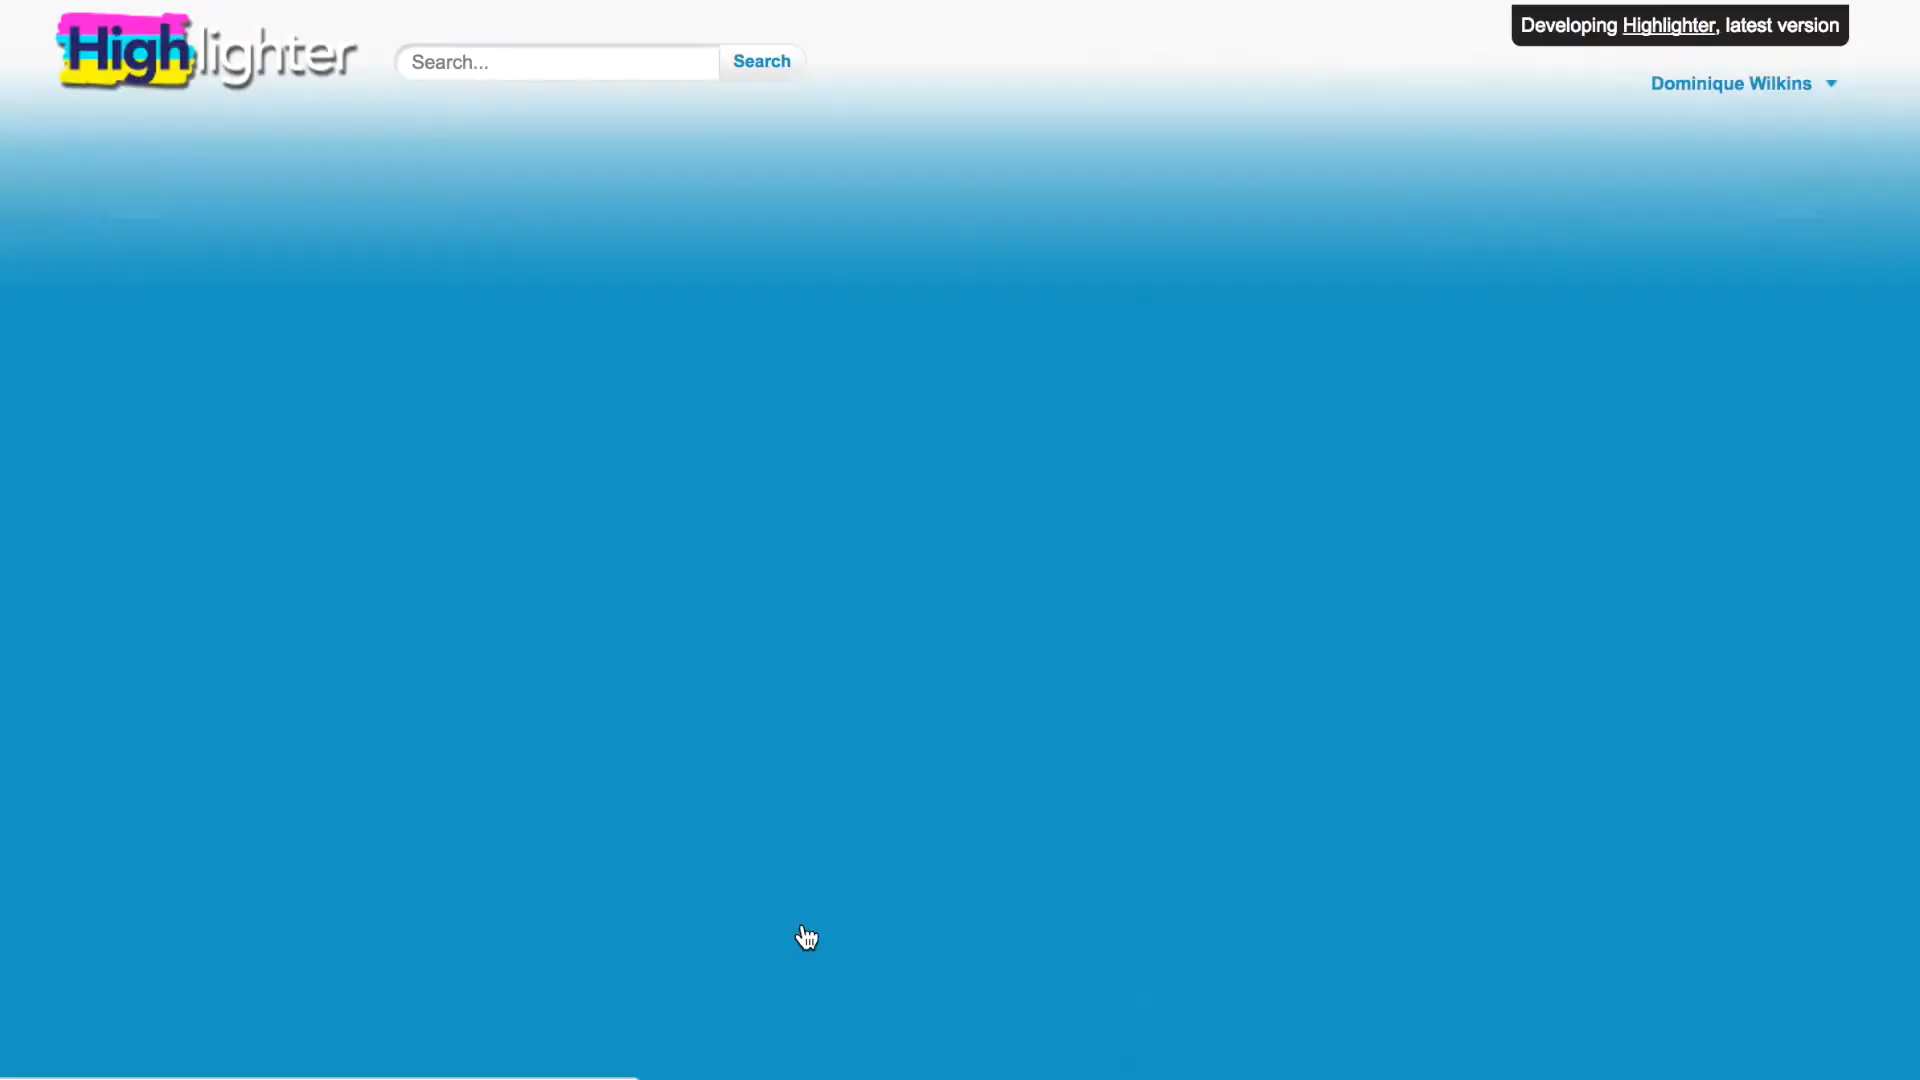 Highlighter
Search...
Search
Developing Highlighter, latest version
Dominique Wilkins